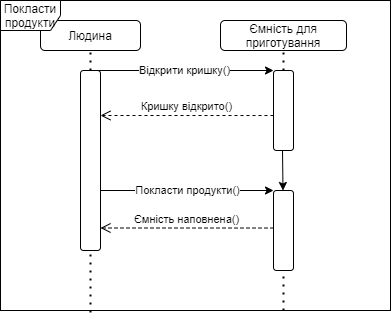 Покласти
продукти
Людина
Ємність для
приготування
Відкрити кришку()
Кришку відкрито()
Покласти продукти()
Ємність наповнена()